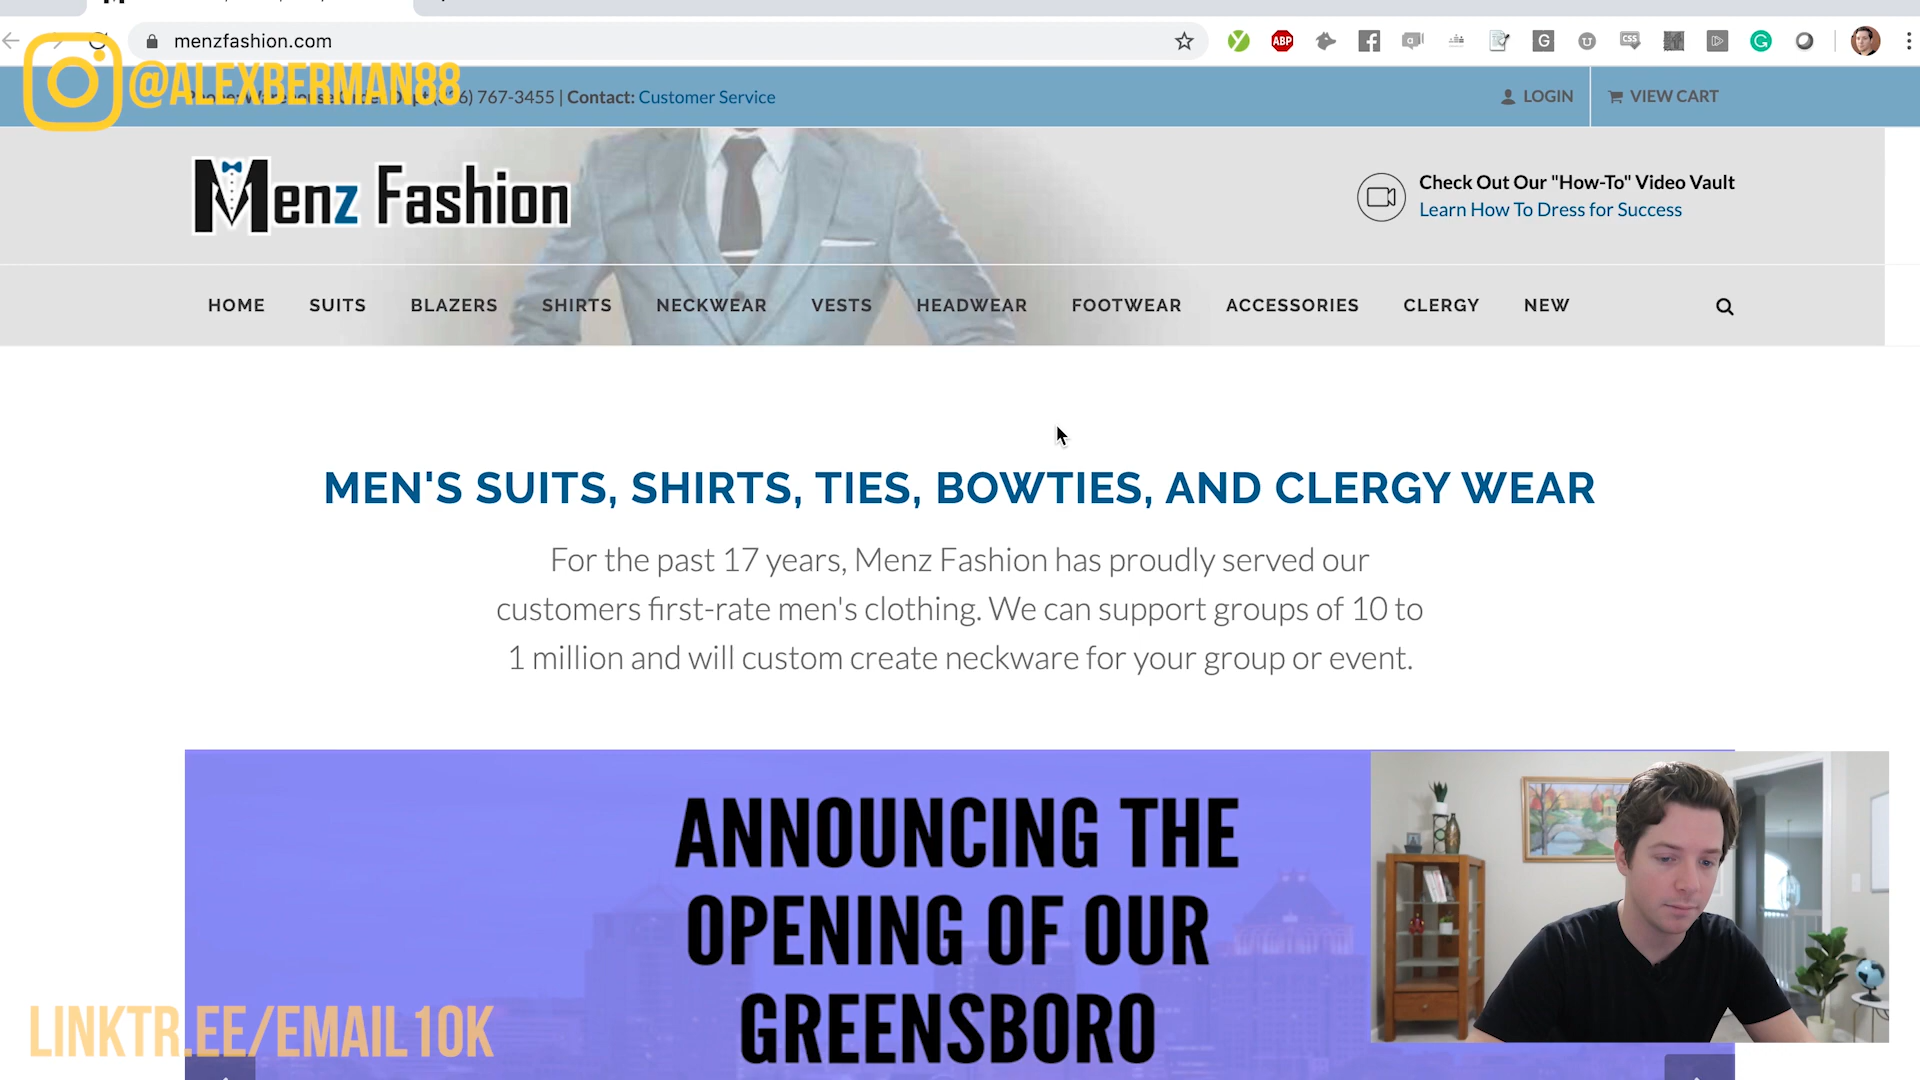 menzfashion.com
@ALEXBERMAN88
767-3455 | Contact: Customer Service
LOGIN
VIEW CART
Menz Fashion
Check Out Our "How-To" Video Vault
Learn How To Dress for Success
HOME SUITS BLAZERS SHIRTS NECKWEAR VESTS HEADWEAR FOOTWEAR ACCESSORIES CLERGY NEW
MEN'S SUITS, SHIRTS, TIES, BOWTIES, AND CLERGY WEAR
For the past 17 years, Menz Fashion has proudly served our
customers first-rate men's clothing. We can support groups of 10 to
1 million and will custom create neckware for your group or event.
ANNOUNCING THE
OPENING OF OUR
GREENSBORO
LINKTR.EE/EMAIL10K
ABP
CSS